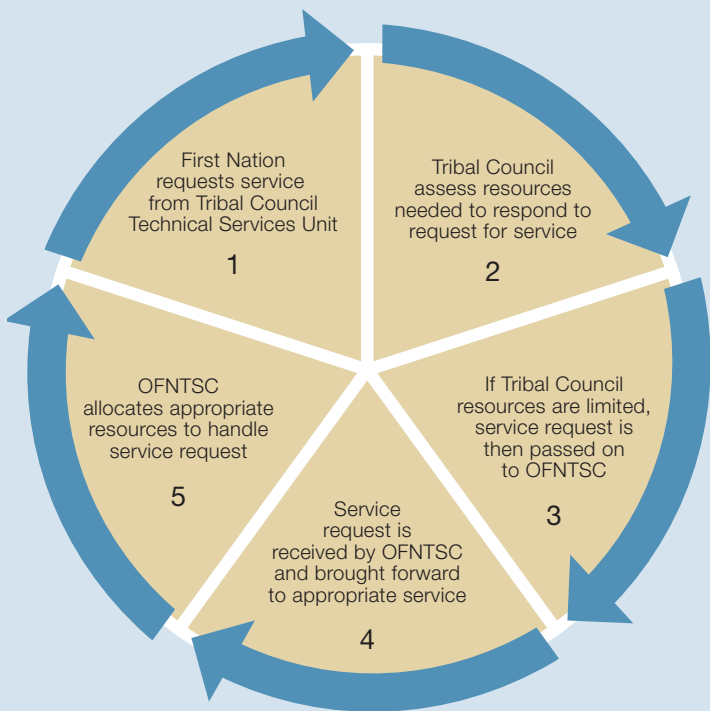 First Nation
requests service
from Tribal Council
Technical Services Unit
1
Tribal Council
assess resources
needed to respond to
request for service
2
If Tribal Council
resources are limited,
service request is
then passed on
to OFNTSC
3
Service
request is
received by OFNTSC
and brought forward
to appropriate service
4
OFNTSC
allocates appropriate
resources to handle
service request
5